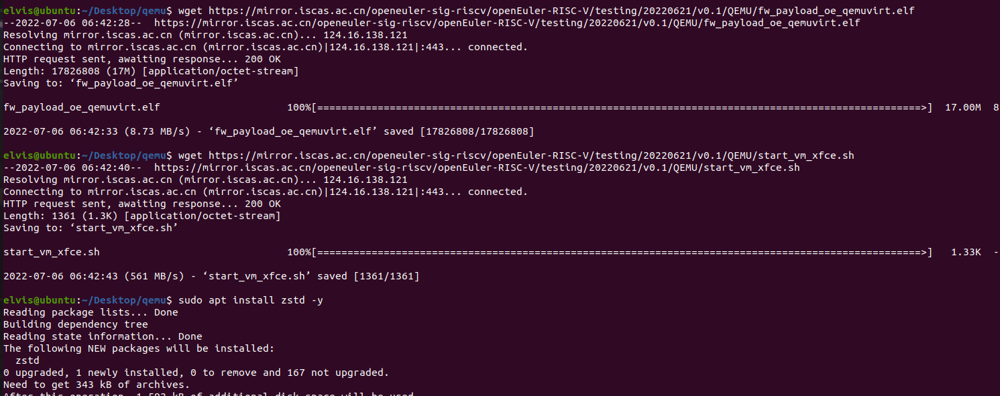 elvis@ubuntu:~/Desktop/qemu$ wget https://mirror.iscas.ac.cn/openeuler-sig-riscv/openEuler-RISC-V/testing/20220621/v0.1/QEMU/fw_payload_oe_qemuvirt.elf
--2022-07-06 06:42:28--  https://mirror.iscas.ac.cn/openeuler-sig-riscv/openEuler-RISC-V/testing/20220621/v0.1/QEMU/fw_payload_oe_qemuvirt.elf
Resolving mirror.iscas.ac.cn (mirror.iscas.ac.cn)... 124.16.138.121
Connecting to mirror.iscas.ac.cn (mirror.iscas.ac.cn)|124.16.138.121|:443... connected.
HTTP request sent, awaiting response... 200 OK
Length: 17826808 (17M) [application/octet-stream]
Saving to: ‘fw_payload_oe_qemuvirt.elf’
fw_payload_oe_qemuvirt.elf 100%[====================================================================================================>] 17.00M 8
2022-07-06 06:42:33 (8.73 MB/s) - ‘fw_payload_oe_qemuvirt.elf’ saved [17826808/17826808]
elvis@ubuntu:~/Desktop/qemu$ wget https://mirror.iscas.ac.cn/openeuler-sig-riscv/openEuler-RISC-V/testing/20220621/v0.1/QEMU/start_vm_xfce.sh
--2022-07-06 06:42:40--  https://mirror.iscas.ac.cn/openeuler-sig-riscv/openEuler-RISC-V/testing/20220621/v0.1/QEMU/start_vm_xfce.sh
Resolving mirror.iscas.ac.cn (mirror.iscas.ac.cn)... 124.16.138.121
Connecting to mirror.iscas.ac.cn (mirror.iscas.ac.cn)|124.16.138.121|:443... connected.
HTTP request sent, awaiting response... 200 OK
Length: 1361 (1.3K) [application/octet-stream]
Saving to: ‘start_vm_xfce.sh’
start_vm_xfce.sh 100%[====================================================================================================>] 1.33K -
2022-07-06 06:42:43 (561 MB/s) - ‘start_vm_xfce.sh’ saved [1361/1361]
elvis@ubuntu:~/Desktop/qemu$ sudo apt install zstd -y
Reading package lists... Done
Building dependency tree
Reading state information... Done
The following NEW packages will be installed:
  zstd
0 upgraded, 1 newly installed, 0 to remove and 167 not upgraded.
Need to get 343 kB of archives.
After this operation, 1,592 kB of additional disk space will be used.